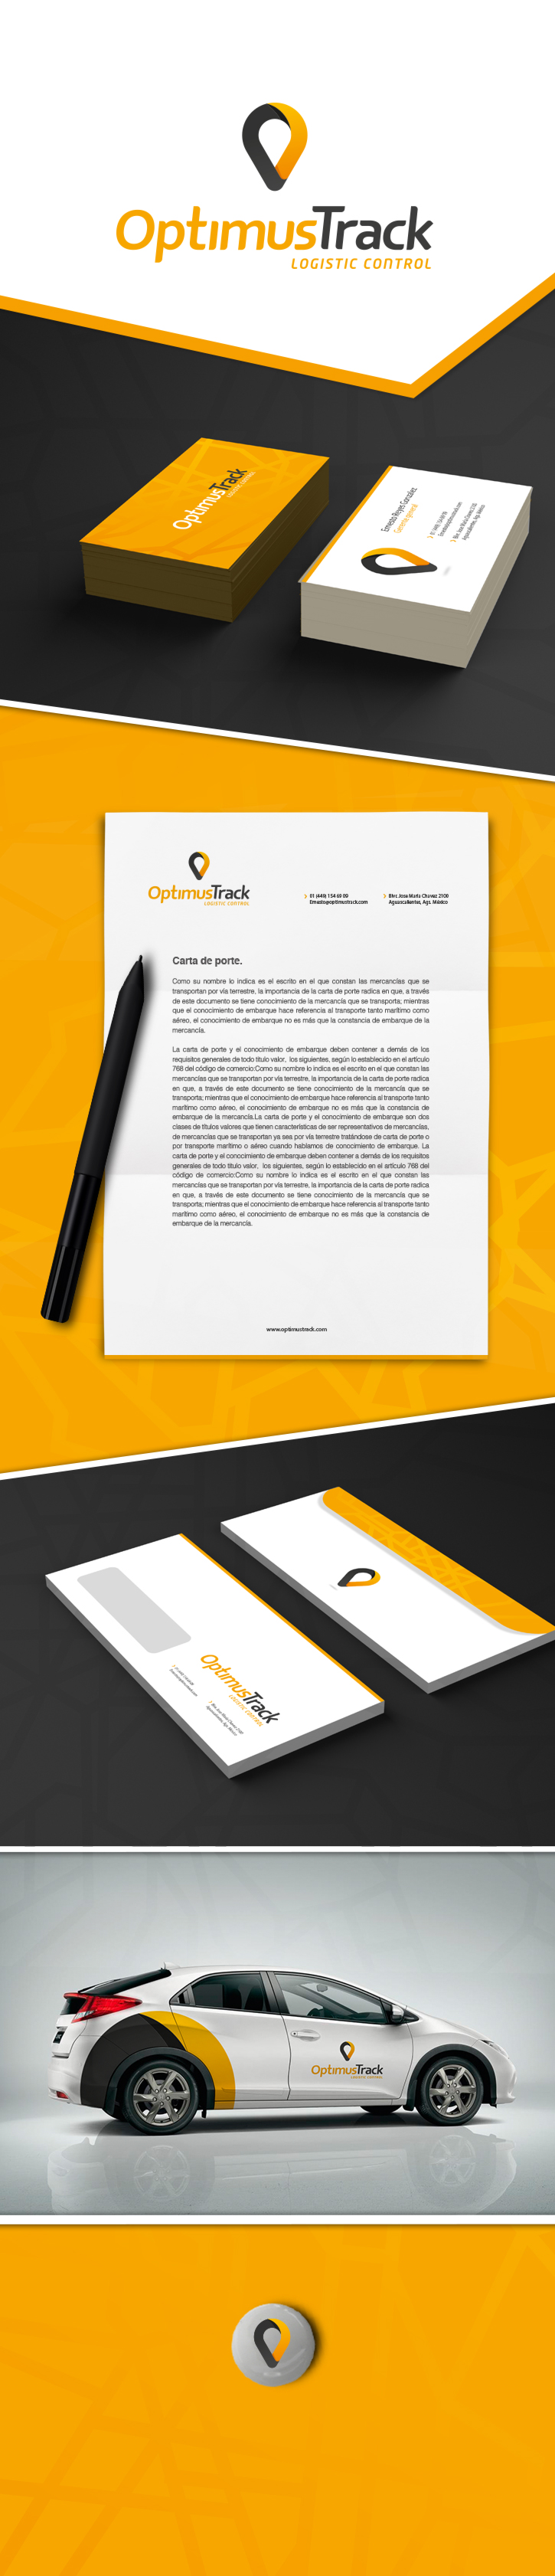 OptimusTrack
LOGISTIC CONTROL
OptimusTrack
LOGISTIC CONTROL
Ernesto Reyes González
Gerente general
OptimusTrack
LOGISTIC CONTROL
01 (449) 154 69 09
Ernesto@optimustrack.com
Blvs Jose María Chavez 2100
Aguascalientes, Ags. México
Carta de porte.
Como su nombre lo indica es el escrito en el que constan las mercancías que se
transportan por vía terrestre, la importancia de la carta de porte radica en que, a través
de este documento se tiene conocimiento de la mercancía que se transporta; mientras
que el conocimiento de embarque hace referencia al transporte tanto marítimo como
aéreo, el conocimiento de embarque no es más que la constancia de embarque de la
mercancía.
La carta de porte y el conocimiento de embarque deben contener a demás de los
requisitos generales de todo titulo valor, los siguientes, según lo establecido en el artículo
768 del código de comercio:Como su nombre lo indica es el escrito en el que constan las
mercancías que se transportan por vía terrestre, la importancia de la carta de porte radica
en que, a través de este documento se tiene conocimiento de la mercancía que se
transporta; mientras que el conocimiento de embarque hace referencia al transporte tanto
marítimo como aéreo, el conocimiento de embarque no es más que la constancia de
embarque de la mercancía.La carta de porte y el conocimiento de embarque son dos
clases de títulos valores que tienen características de ser representativos de mercancías,
de mercancías que se transportan ya sea por vía terrestre tratándose de carta de porte o
por transporte marítimo o aéreo cuando hablamos de conocimiento de embarque. La
carta de porte y el conocimiento de embarque deben contener a demás de los requisitos
generales de todo titulo valor, los siguientes, según lo establecido en el artículo 768 del
código de comercio:Como su nombre lo indica es el escrito en el que constan las
mercancías que se transportan por vía terrestre, la importancia de la carta de porte radica
en que, a través de este documento se tiene conocimiento de la mercancía que se
transporta; mientras que el conocimiento de embarque hace referencia al transporte tanto
marítimo como aéreo, el conocimiento de embarque no es más que la constancia de
embarque de la mercancía.
www.optimustrack.com
OptimusTrack
LOGISTIC CONTROL
OptimusTrack
LOGISTIC CONTROL